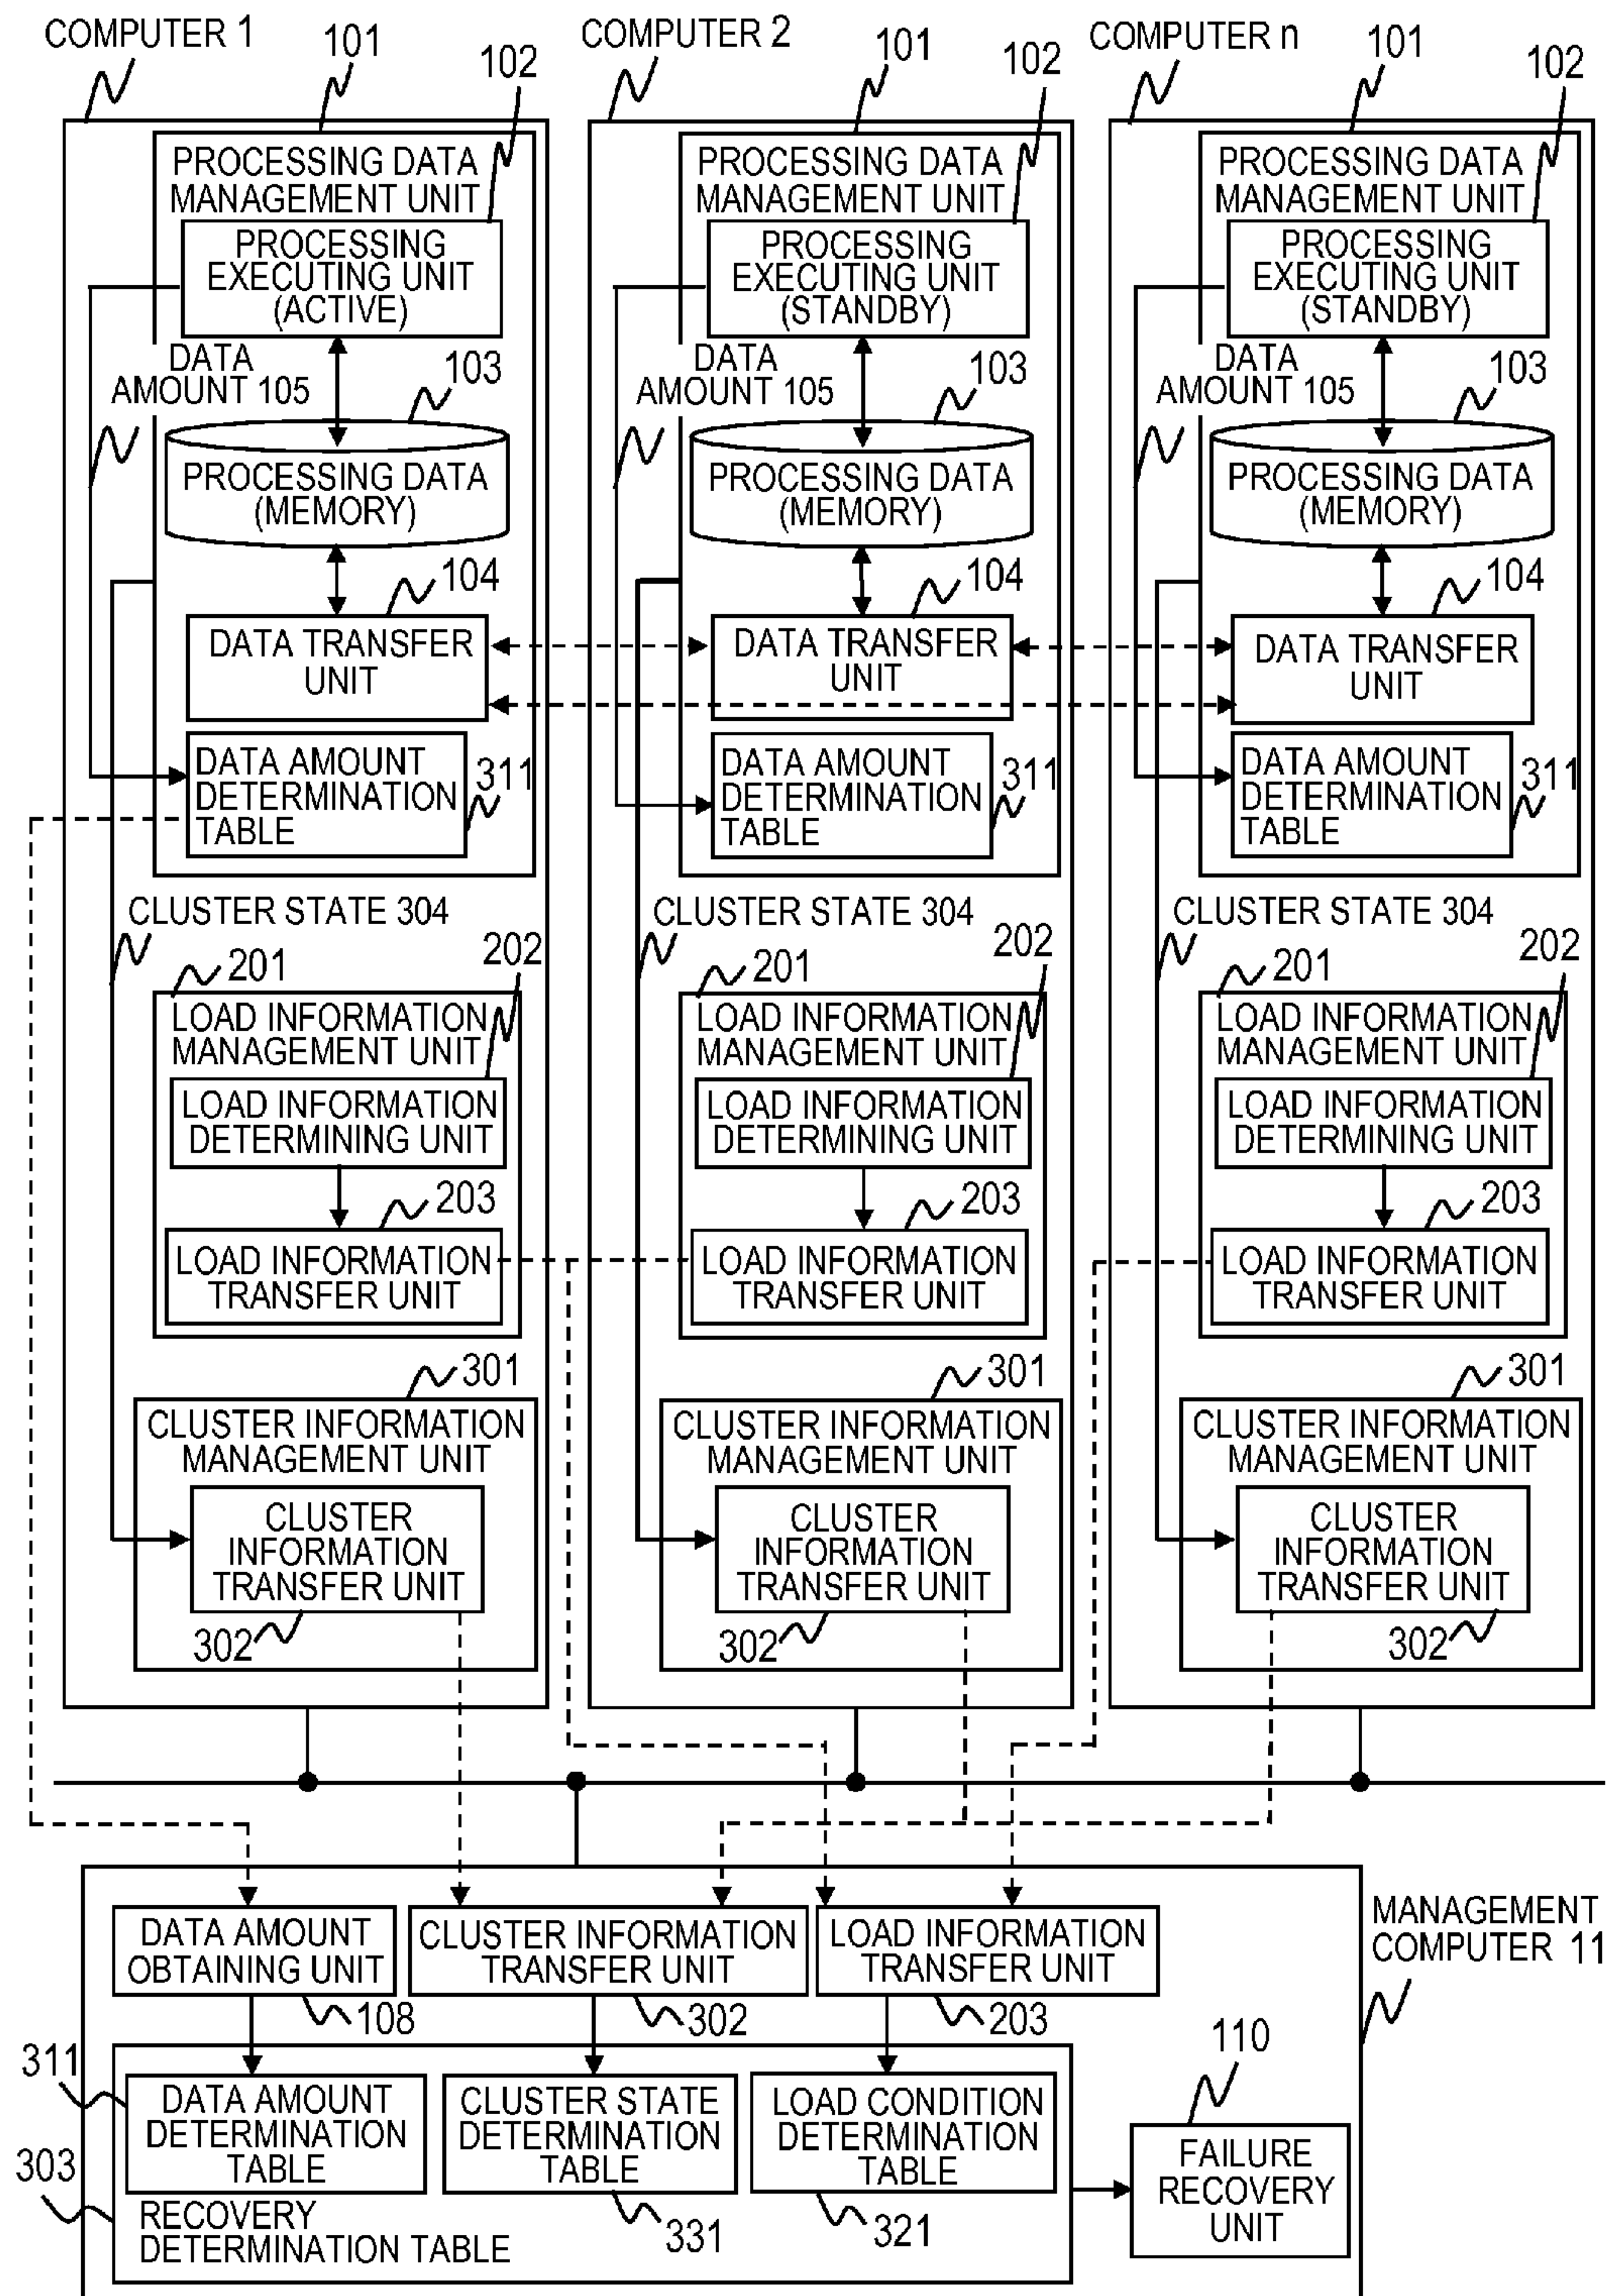 COMPUTER 1
101
102
PROCESSING DATA
MANAGEMENT UNIT
PROCESSING
EXECUTING UNIT
(ACTIVE)
DATA
AMOUNT 105
103
PROCESSING DATA
(MEMORY)
104
DATA TRANSFER
UNIT
DATA AMOUNT
DETERMINATION
TABLE
311
CLUSTER STATE 304
201
202
LOAD INFORMATION
MANAGEMENT UNIT
LOAD INFORMATION
DETERMINING UNIT
203
LOAD INFORMATION
TRANSFER UNIT
301
CLUSTER INFORMATION
MANAGEMENT UNIT
CLUSTER
INFORMATION
TRANSFER UNIT
302
COMPUTER 2
101
102
PROCESSING DATA
MANAGEMENT UNIT
PROCESSING
EXECUTING UNIT
(STANDBY)
DATA
AMOUNT 105
103
PROCESSING DATA
(MEMORY)
104
DATA TRANSFER
UNIT
DATA AMOUNT
DETERMINATION
TABLE
311
CLUSTER STATE 304
201
202
LOAD INFORMATION
MANAGEMENT UNIT
LOAD INFORMATION
DETERMINING UNIT
203
LOAD INFORMATION
TRANSFER UNIT
301
CLUSTER INFORMATION
MANAGEMENT UNIT
CLUSTER
INFORMATION
TRANSFER UNIT
302
COMPUTER n
101
102
PROCESSING DATA
MANAGEMENT UNIT
PROCESSING
EXECUTING UNIT
(STANDBY)
DATA
AMOUNT 105
103
PROCESSING DATA
(MEMORY)
104
DATA TRANSFER
UNIT
DATA AMOUNT
DETERMINATION
TABLE
311
CLUSTER STATE 304
201
202
LOAD INFORMATION
MANAGEMENT UNIT
LOAD INFORMATION
DETERMINING UNIT
203
LOAD INFORMATION
TRANSFER UNIT
301
CLUSTER INFORMATION
MANAGEMENT UNIT
CLUSTER
INFORMATION
TRANSFER UNIT
302
MANAGEMENT
COMPUTER 11
DATA AMOUNT
OBTAINING UNIT
108
CLUSTER INFORMATION
TRANSFER UNIT
302
LOAD INFORMATION
TRANSFER UNIT
203
311
DATA AMOUNT
DETERMINATION
TABLE
CLUSTER STATE
DETERMINATION
TABLE
331
LOAD CONDITION
DETERMINATION
TABLE
321
303
RECOVERY
DETERMINATION TABLE
110
FAILURE
RECOVERY
UNIT